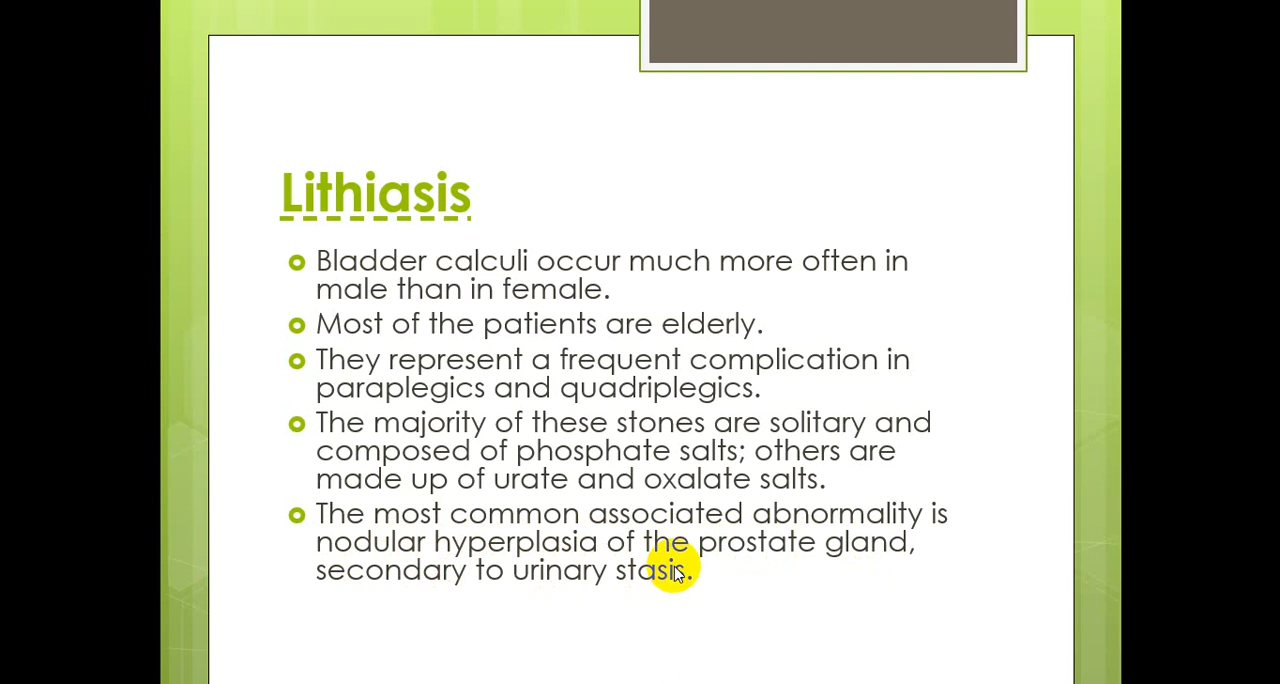 Lithiasis
Bladder calculi occur much more often in
male than in female.
Most of the patients are elderly.
They represent a frequent complication in
paraplegics and quadriplegics.
The majority of these stones are solitary and
composed of phosphate salts; others are
made up of urate and oxalate salts.
The most common associated abnormality is
nodular hyperplasia of the prostate gland,
secondary to urinary stasis.